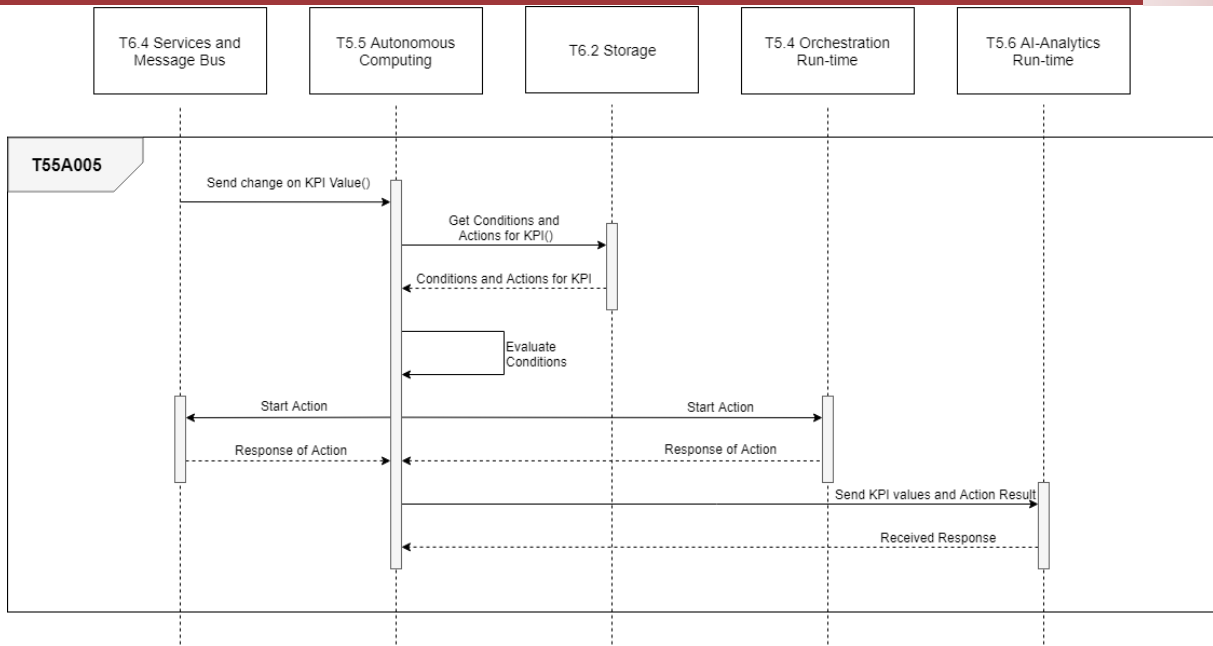 T6.4 Services and
Message Bus
T5.5 Autonomous
Computing
T6.2 Storage
T5.4 Orchestration
Run-time
T5.6 AI-Analytics
Run-time
T55A005
Send change on KPI Value()
Get Conditions and
Actions for KPI()
Conditions and Actions for KPI
Evaluate
Conditions
Start Action
Start Action
Response of Action
Response of Action
Send KPI values and Action Result
Received Response